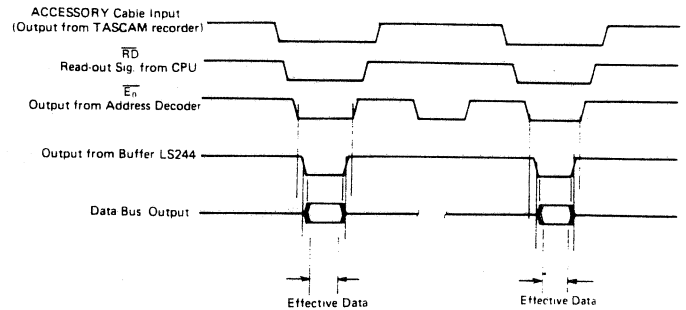 ACCESSORY Cable Input
(Output from TASCAM recorder)
RD
Read-out Sig. from CPU
En
Output from Address Decoder
Output from Buffer LS244
Data Bus Output
Effective Data
Effective Data